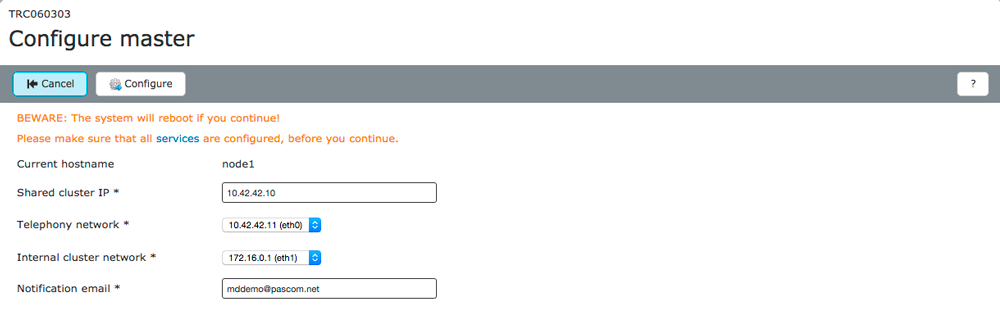 TRC060303
Configure master
Cancel Configure ?
BEWARE: The system will reboot if you continue!
Please make sure that all services are configured, before you continue.
Current hostname node1
Shared cluster IP * 10.42.42.10
Telephony network * 10.42.42.11 (eth0)
Internal cluster network * 172.16.0.1 (eth1)
Notification email * mddemo@pascom.net